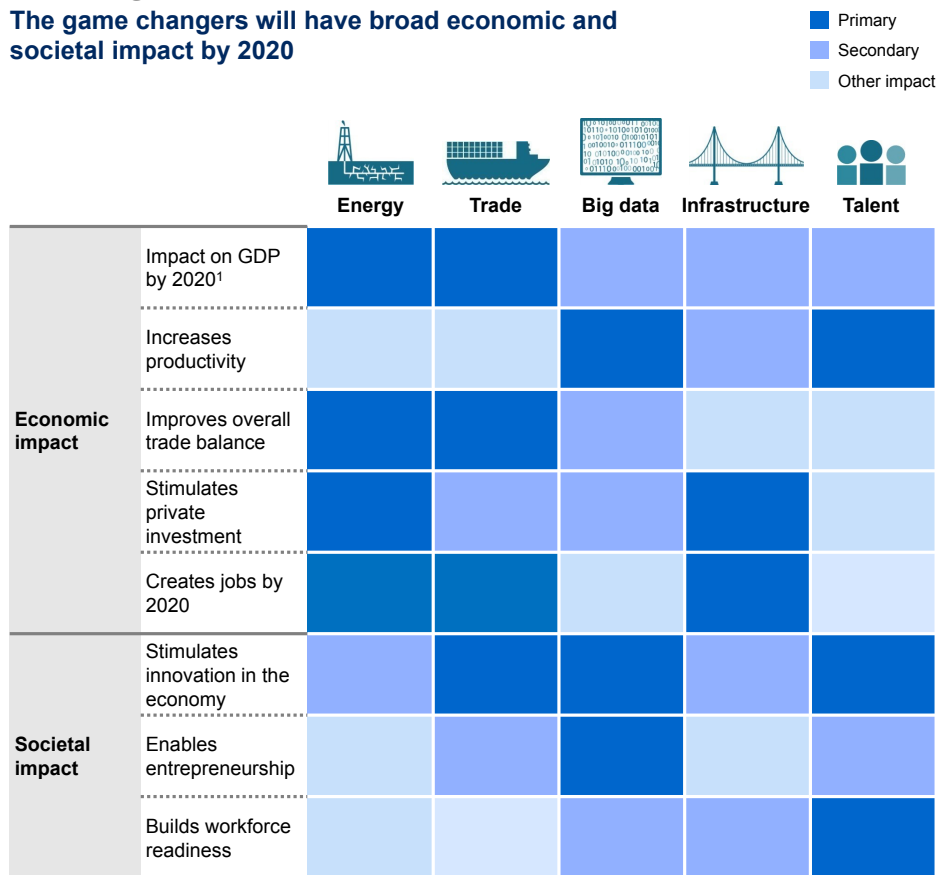 The game changers will have broad economic and
societal impact by 2020
Primary
Secondary
Other impact
Energy
Trade
Big data
Infrastructure
Talent
Economic
impact
Impact on GDP
by 2020¹
Increases
productivity
Improves overall
trade balance
Stimulates
private
investment
Creates jobs by
2020
Societal
impact
Stimulates
innovation in the
economy
Enables
entrepreneurship
Builds workforce
readiness